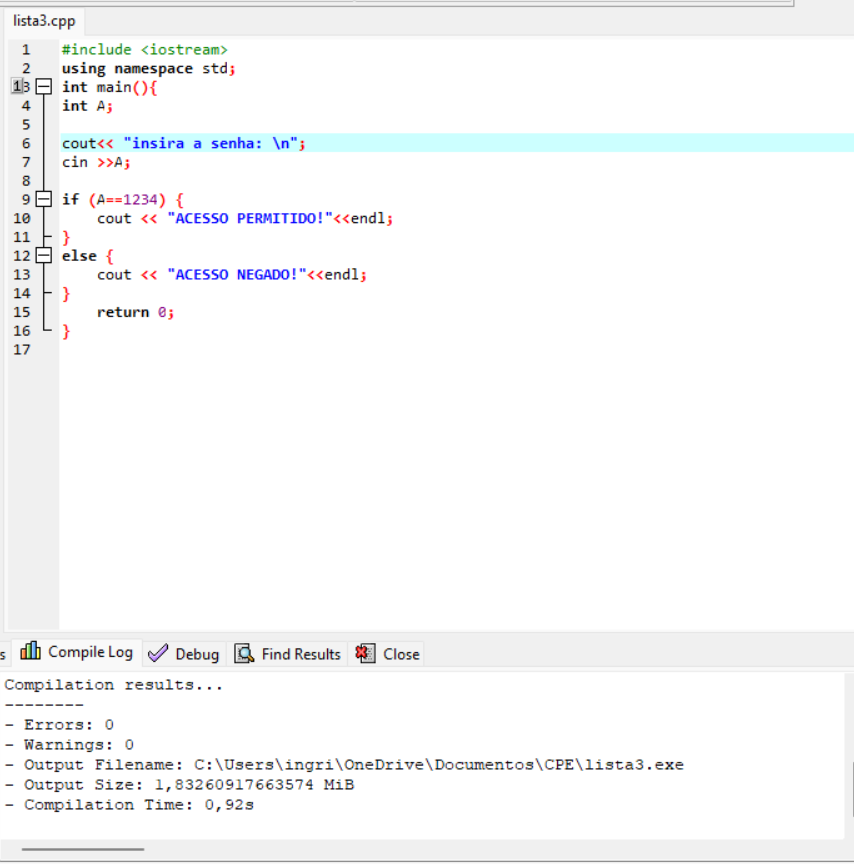 lista3.cpp
1 #include <iostream>
2 using namespace std;
13 int main(){
4 int A;
5
6 cout<< "insira a senha: \n";
7 cin >>A;
8
9 if (A==1234) {
10 cout << "ACESSO PERMITIDO!"<<endl;
11 }
12 else {
13 cout << "ACESSO NEGADO!"<<endl;
14 }
15 return 0;
16 }
17
s Compile Log Debug Find Results Close
Compilation results...
--------
- Errors: 0
- Warnings: 0
- Output Filename: C:\Users\ingri\OneDrive\Documentos\CPE\lista3.exe
- Output Size: 1,83260917663574 MiB
- Compilation Time: 0,92s